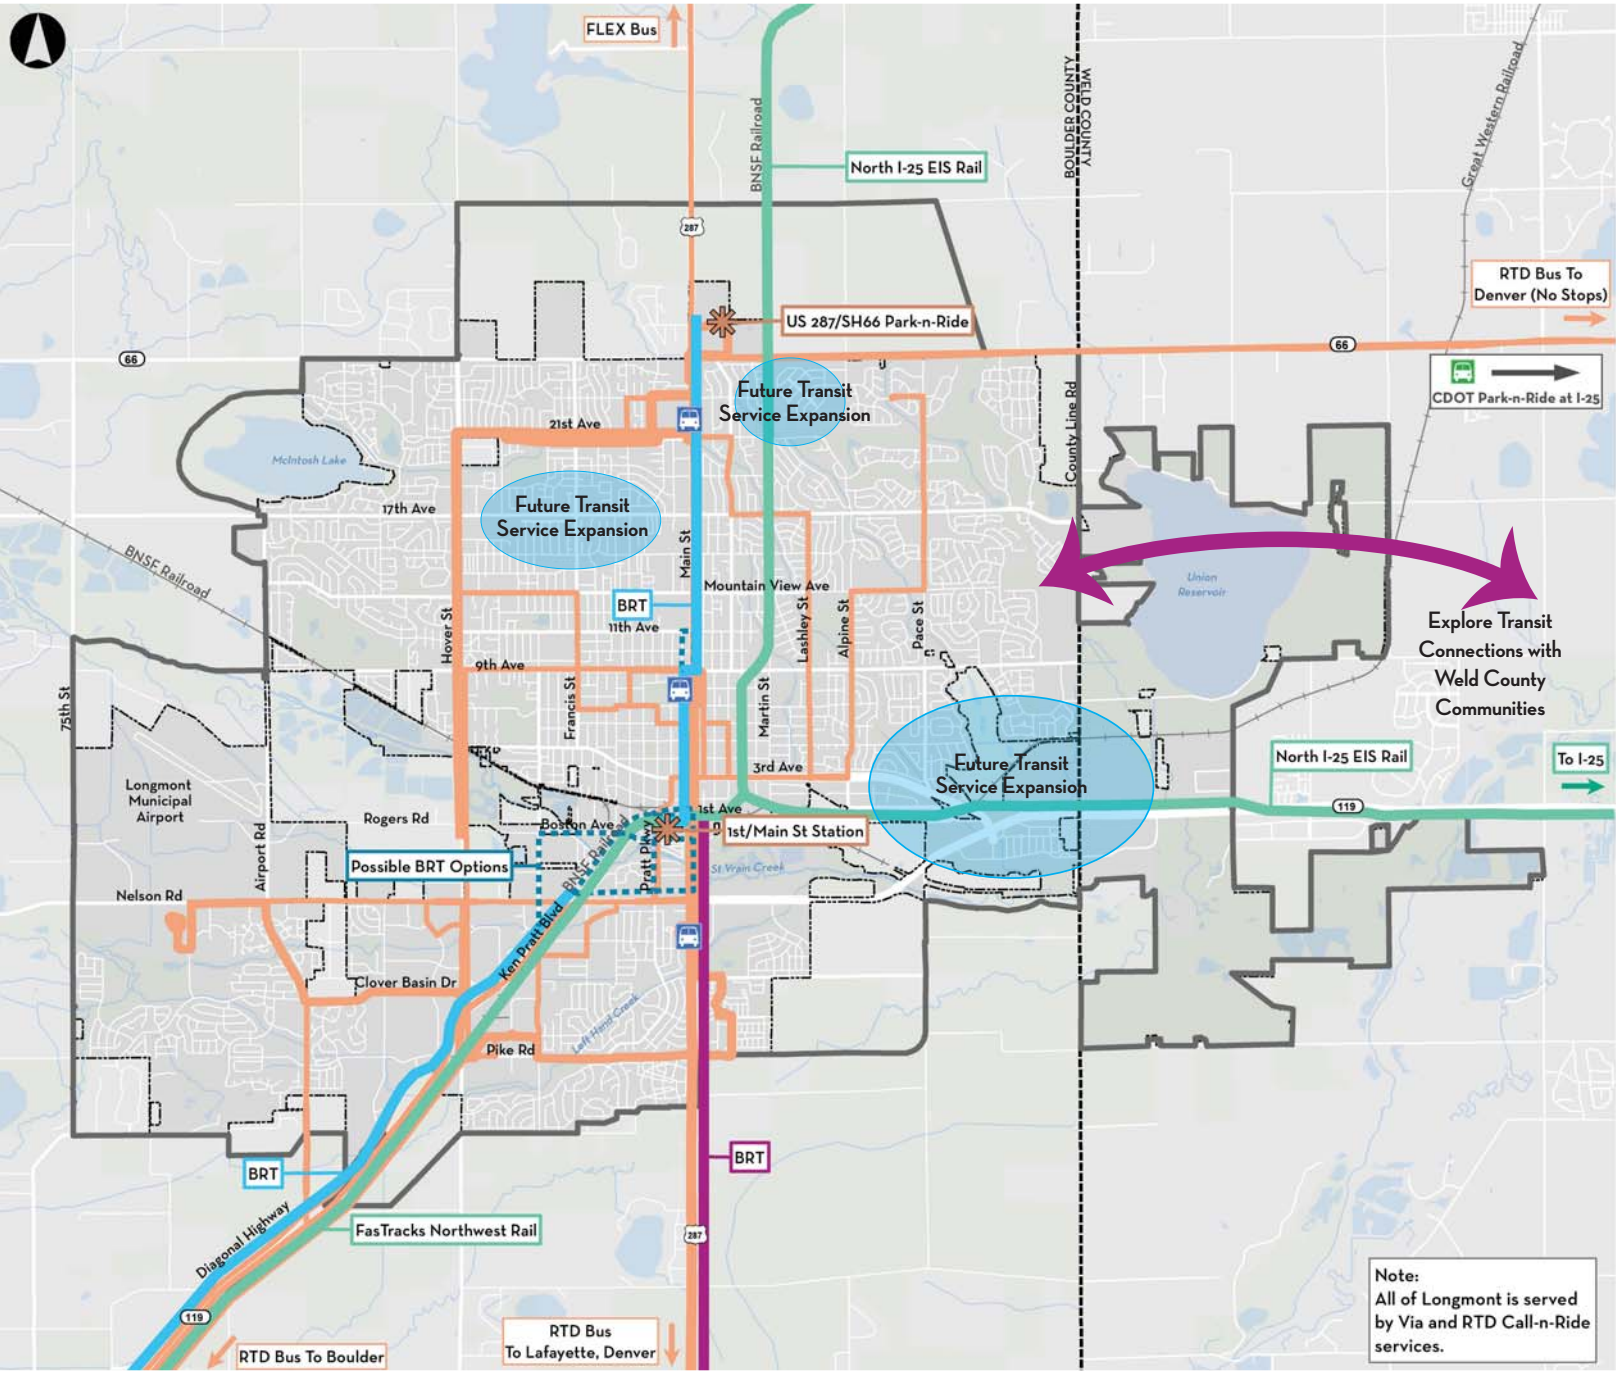 FLEX Bus
BNSF Railroad
BOULDER COUNTY
WELD COUNTY
Great Western Railroad
North I-25 EIS Rail
287
RTD Bus To
Denver (No Stops)
US 287/SH66 Park-n-Ride
66
66
CDOT Park-n-Ride at I-25
Future Transit
Service Expansion
County Line Rd
21st Ave
McIntosh Lake
17th Ave
Future Transit
Service Expansion
Main St
BNSF Railroad
Union
Reservoir
Mountain View Ave
BRT
11th Ave
Hover St
Lashley St
Alpine St
Pace St
Explore Transit
Connections with
Weld County
Communities
9th Ave
75th St
Francis St
Martin St
3rd Ave
Future Transit
Service Expansion
North I-25 EIS Rail
To I-25
Longmont
Municipal
Airport
1st Ave
119
Rogers Rd
Boston Ave
1st/Main St Station
Airport Rd
BNSF Railroad
Pratt Pkwy
Possible BRT Options
St Vrain Creek
Nelson Rd
Ken Pratt Blvd
Clover Basin Dr
Left Hand Creek
Pike Rd
BRT
BRT
Diagonal Highway
FasTracks Northwest Rail
287
119
RTD Bus To Boulder
RTD Bus
To Lafayette, Denver
Note:
All of Longmont is served
by Via and RTD Call-n-Ride
services.